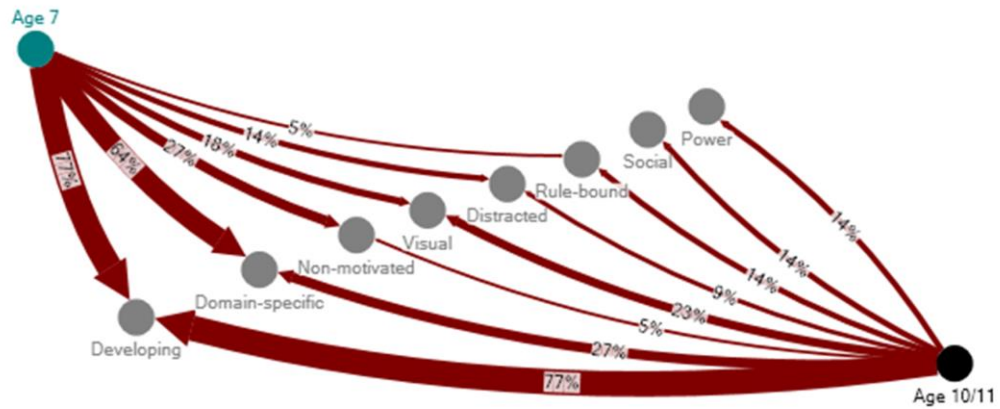 Age 7
5%
14%
18%
27%
64%
77%
Power
Social
Rule-bound
Distracted
Visual
Non-motivated
Domain-specific
Developing
14%
14%
14%
9%
23%
5%
27%
77%
Age 10/11